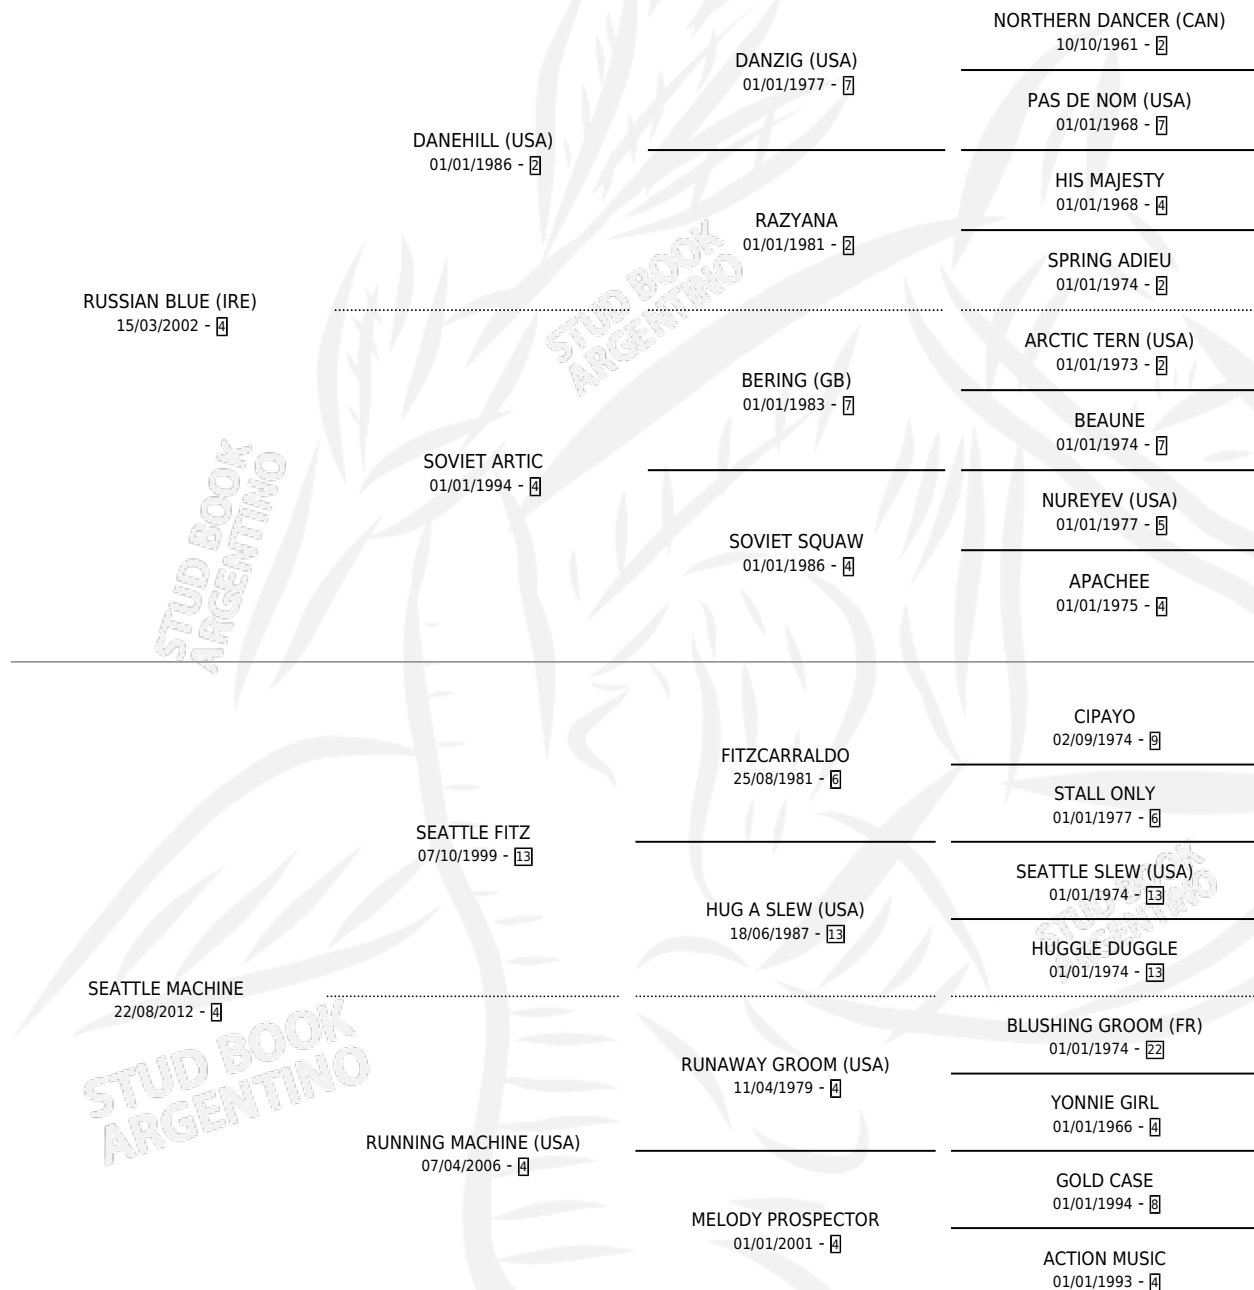 NORTHERN DANCER (CAN)
10/10/1961 - 2
DANZIG (USA)
01/01/1977 - 7
PAS DE NOM (USA)
01/01/1968 - 7
DANEHILL (USA)
01/01/1986 - 2
HIS MAJESTY
01/01/1968 - 4
RAZYANA
01/01/1981 - 2
SPRING ADIEU
01/01/1974 - 2
RUSSIAN BLUE (IRE)
15/03/2002 - 4
ARCTIC TERN (USA)
01/01/1973 - 2
BERING (GB)
01/01/1983 - 7
BEAUNE
01/01/1974 - 7
SOVIET ARTIC
01/01/1994 - 4
NUREYEV (USA)
01/01/1977 - 5
SOVIET SQUAW
01/01/1986 - 4
APACHEE
01/01/1975 - 4
CIPAYO
02/09/1974 - 9
FITZCARRALDO
25/08/1981 - 6
STALL ONLY
01/01/1977 - 6
SEATTLE FITZ
07/10/1999 - 13
SEATTLE SLEW (USA)
01/01/1974 - 13
HUG A SLEW (USA)
18/06/1987 - 13
HUGGLE DUGGLE
01/01/1974 - 13
SEATTLE MACHINE
22/08/2012 - 4
BLUSHING GROOM (FR)
01/01/1974 - 22
RUNAWAY GROOM (USA)
11/04/1979 - 4
YONNIE GIRL
01/01/1966 - 4
RUNNING MACHINE (USA)
07/04/2006 - 4
GOLD CASE
01/01/1994 - 8
MELODY PROSPECTOR
01/01/2001 - 4
ACTION MUSIC
01/01/1993 - 4
STUD BOOK
ARGENTINO
STUD BOOK
ARGENTINO
STUD BOOK
ARGENTINO
STUD BOOK
ARGENTINO